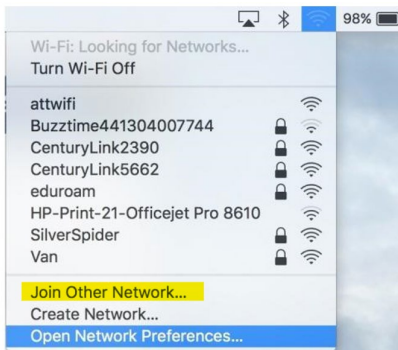 98%
Wi-Fi: Looking for Networks...
Turn Wi-Fi Off
attwifi
Buzztime441304007744
CenturyLink2390
CenturyLink5662
eduroam
HP-Print-21-Officejet Pro 8610
SilverSpider
Van
Join Other Network...
Create Network...
Open Network Preferences...